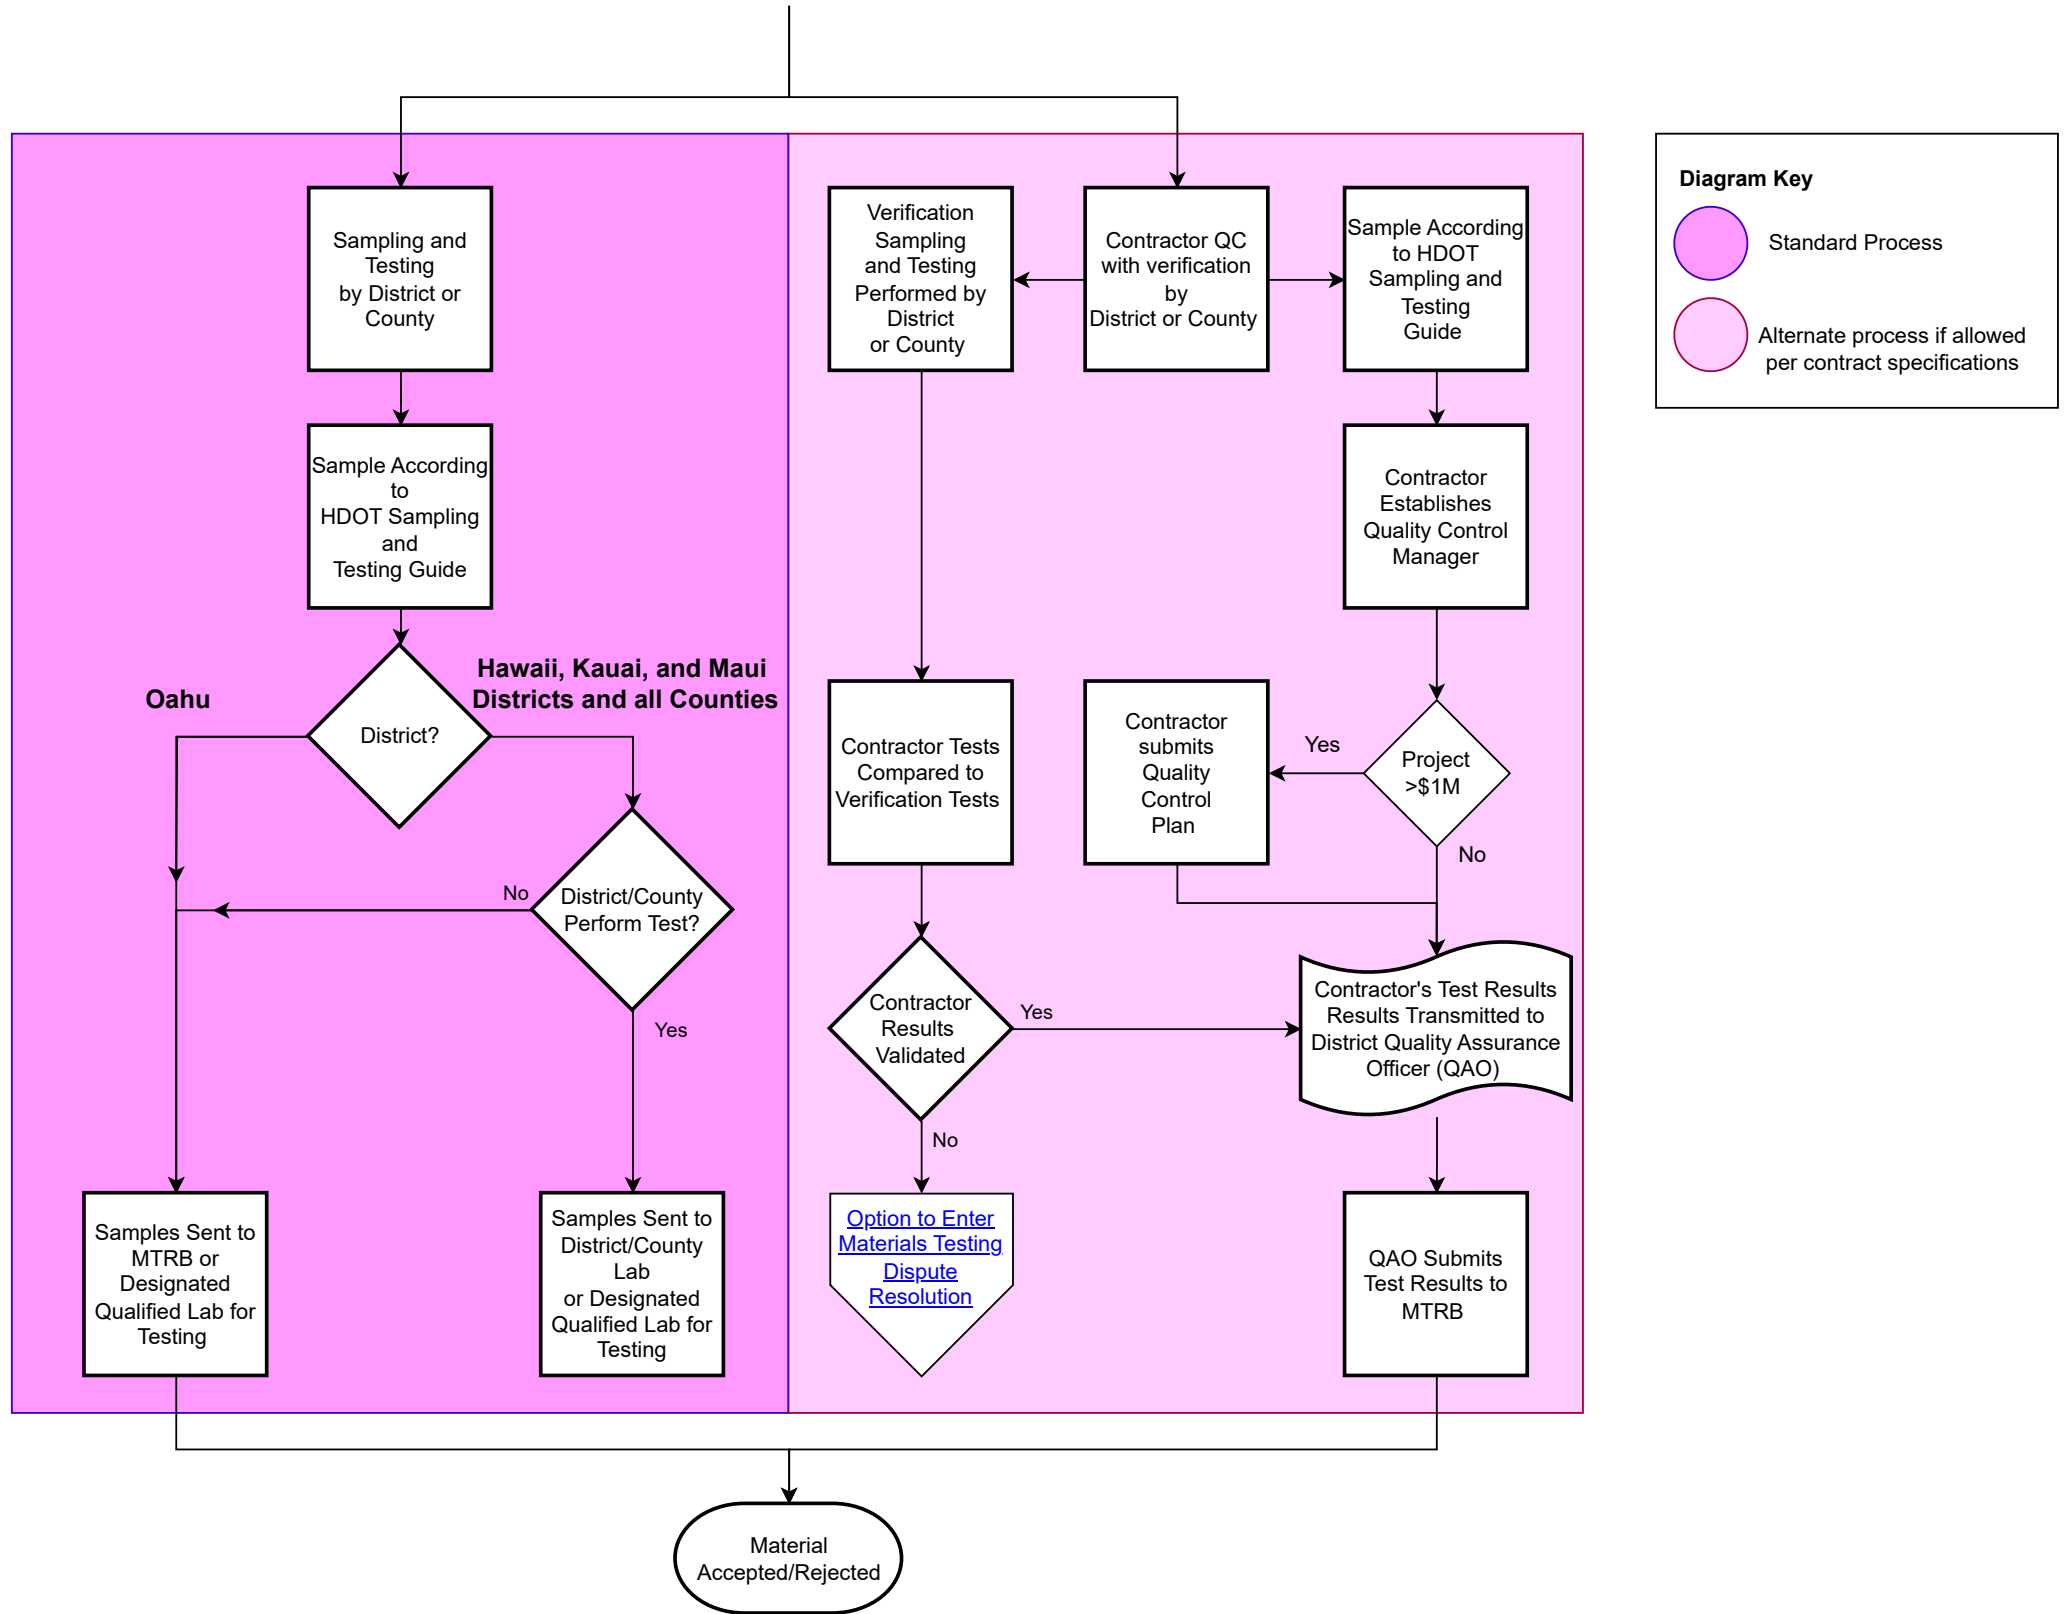 Sampling and
Testing
by District or
County
Verification
Sampling
and Testing
Performed by
District
or County
Contractor QC
with verification
by
District or County
Sample According
to HDOT
Sampling and
Testing
Guide
Diagram Key
Standard Process
Alternate process if allowed
per contract specifications
Sample According
to
HDOT Sampling
and
Testing Guide
Contractor
Establishes
Quality Control
Manager
Oahu
District?
Hawaii, Kauai, and Maui
Districts and all Counties
Contractor Tests
Compared to
Verification Tests
Contractor
submits
Quality
Control
Plan
Yes
Project
>$1M
No
No
District/County
Perform Test?
Yes
Contractor
Results
Validated
Yes
No
Contractor's Test Results
Results Transmitted to
District Quality Assurance
Officer (QAO)
Samples Sent to
MTRB or
Designated
Qualified Lab for
Testing
Samples Sent to
District/County
Lab
or Designated
Qualified Lab for
Testing
Option to Enter
Materials Testing
Dispute
Resolution
QAO Submits
Test Results to
MTRB
Material
Accepted/Rejected